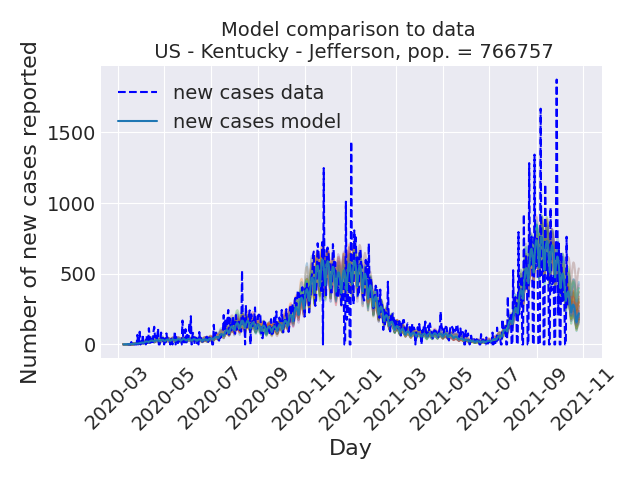 Model comparison to data
US - Kentucky - Jefferson, pop. = 766757
Number of new cases reported
new cases data
new cases model
1500
1000
500
0
2020-03
2020-05
2020-07
2020-09
2020-11
2021-01
2021-03
2021-05
2021-07
2021-09
2021-11
Day